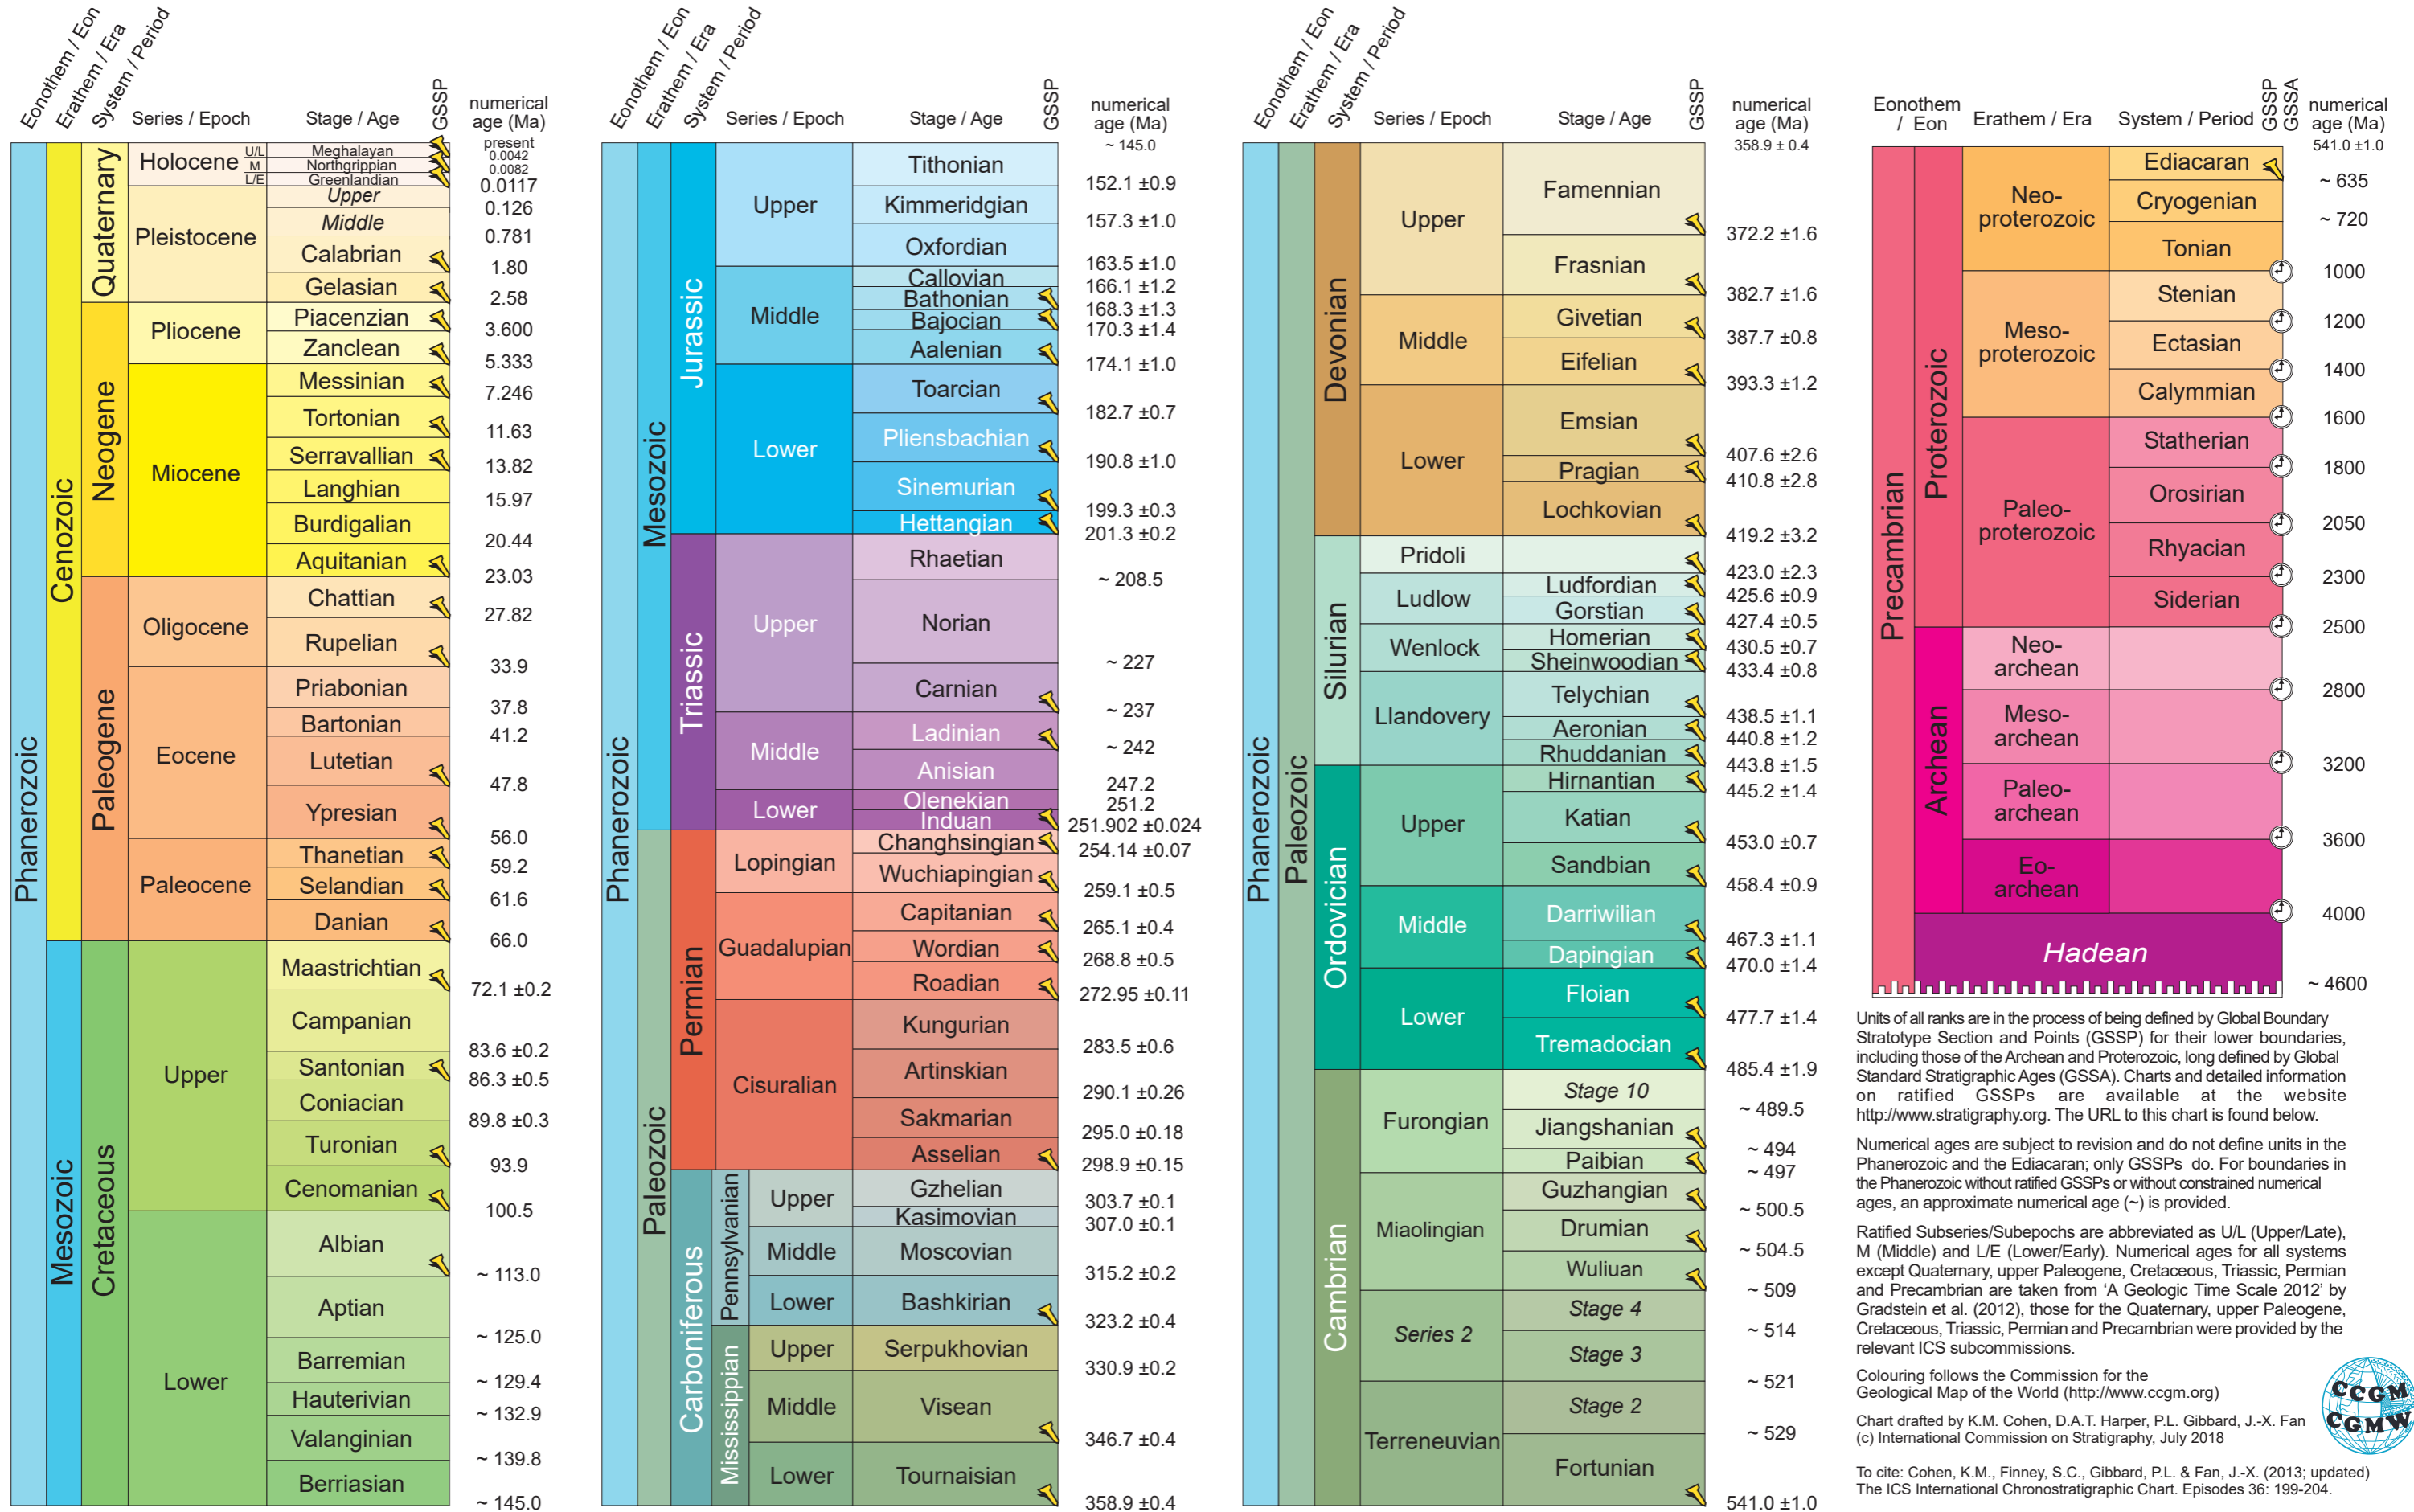 Eonothem / Eon
Erathem / Era
System / Period
Series / Epoch
Stage / Age
GSSP
numerical
age (Ma)
Phanerozoic
Cenozoic
Mesozoic
Quaternary
Neogene
Paleogene
Cretaceous
Holocene
U/L
M
L/E
Pleistocene
Pliocene
Miocene
Oligocene
Eocene
Paleocene
Upper
Lower
Meghalayan
Northgrippian
Greenlandian
Upper
Middle
Calabrian
Gelasian
Piacenzian
Zanclean
Messinian
Tortonian
Serravallian
Langhian
Burdigalian
Aquitanian
Chattian
Rupelian
Priabonian
Bartonian
Lutetian
Ypresian
Thanetian
Selandian
Danian
Maastrichtian
Campanian
Santonian
Coniacian
Turonian
Cenomanian
Albian
Aptian
Barremian
Hauterivian
Valanginian
Berriasian
present
0.0042
0.0082
0.0117
0.126
0.781
1.80
2.58
3.600
5.333
7.246
11.63
13.82
15.97
20.44
23.03
27.82
33.9
37.8
41.2
47.8
56.0
59.2
61.6
66.0
72.1 ±0.2
83.6 ±0.2
86.3 ±0.5
89.8 ±0.3
93.9
100.5
~ 113.0
~ 125.0
~ 129.4
~ 132.9
~ 139.8
~ 145.0
Eonothem / Eon
Erathem / Era
System / Period
Series / Epoch
Stage / Age
GSSP
numerical
age (Ma)
Phanerozoic
Mesozoic
Paleozoic
Jurassic
Triassic
Permian
Carboniferous
Pennsylvanian
Mississippian
Upper
Middle
Lower
Upper
Middle
Lower
Lopingian
Guadalupian
Cisuralian
Upper
Middle
Lower
Upper
Middle
Lower
Tithonian
Kimmeridgian
Oxfordian
Callovian
Bathonian
Bajocian
Aalenian
Toarcian
Pliensbachian
Sinemurian
Hettangian
Rhaetian
Norian
Carnian
Ladinian
Anisian
Olenekian
Induan
Changhsingian
Wuchiapingian
Capitanian
Wordian
Roadian
Kungurian
Artinskian
Sakmarian
Asselian
Gzhelian
Kasimovian
Moscovian
Bashkirian
Serpukhovian
Visean
Tournaisian
~ 145.0
152.1 ±0.9
157.3 ±1.0
163.5 ±1.0
166.1 ±1.2
168.3 ±1.3
170.3 ±1.4
174.1 ±1.0
182.7 ±0.7
190.8 ±1.0
199.3 ±0.3
201.3 ±0.2
~ 208.5
~ 227
~ 237
~ 242
247.2
251.2
251.902 ±0.024
254.14 ±0.07
259.1 ±0.5
265.1 ±0.4
268.8 ±0.5
272.95 ±0.11
283.5 ±0.6
290.1 ±0.26
295.0 ±0.18
298.9 ±0.15
303.7 ±0.1
307.0 ±0.1
315.2 ±0.2
323.2 ±0.4
330.9 ±0.2
346.7 ±0.4
358.9 ±0.4
Eonothem / Eon
Erathem / Era
System / Period
Series / Epoch
Stage / Age
GSSP
numerical
age (Ma)
Phanerozoic
Paleozoic
Devonian
Silurian
Ordovician
Cambrian
Upper
Middle
Lower
Pridoli
Ludlow
Wenlock
Llandovery
Upper
Middle
Lower
Furongian
Miaolingian
Series 2
Terreneuvian
Famennian
Frasnian
Givetian
Eifelian
Emsian
Pragian
Lochkovian
Ludfordian
Gorstian
Homerian
Sheinwoodian
Telychian
Aeronian
Rhuddanian
Hirnantian
Katian
Sandbian
Darriwilian
Dapingian
Floian
Tremadocian
Stage 10
Jiangshanian
Paibian
Guzhangian
Drumian
Wuliuan
Stage 4
Stage 3
Stage 2
Fortunian
358.9 ± 0.4
372.2 ±1.6
382.7 ±1.6
387.7 ±0.8
393.3 ±1.2
407.6 ±2.6
410.8 ±2.8
419.2 ±3.2
423.0 ±2.3
425.6 ±0.9
427.4 ±0.5
430.5 ±0.7
433.4 ±0.8
438.5 ±1.1
440.8 ±1.2
443.8 ±1.5
445.2 ±1.4
453.0 ±0.7
458.4 ±0.9
467.3 ±1.1
470.0 ±1.4
477.7 ±1.4
485.4 ±1.9
~ 489.5
~ 494
~ 497
~ 500.5
~ 504.5
~ 509
~ 514
~ 521
~ 529
541.0 ±1.0
Eonothem
/ Eon
Erathem / Era
System / Period
GSSP
GSSA
numerical
age (Ma)
Precambrian
Proterozoic
Archean
Hadean
Neo-
proterozoic
Meso-
proterozoic
Paleo-
proterozoic
Neo-
archean
Meso-
archean
Paleo-
archean
Eo-
archean
Ediacaran
Cryogenian
Tonian
Stenian
Ectasian
Calymmian
Statherian
Orosirian
Rhyacian
Siderian
541.0 ±1.0
~ 635
~ 720
1000
1200
1400
1600
1800
2050
2300
2500
2800
3200
3600
4000
~ 4600
Units of all ranks are in the process of being defined by Global Boundary
Stratotype Section and Points (GSSP) for their lower boundaries,
including those of the Archean and Proterozoic, long defined by Global
Standard Stratigraphic Ages (GSSA). Charts and detailed information
on ratified GSSPs are available at the website
http://www.stratigraphy.org. The URL to this chart is found below.
Numerical ages are subject to revision and do not define units in the
Phanerozoic and the Ediacaran; only GSSPs do. For boundaries in
the Phanerozoic without ratified GSSPs or without constrained numerical
ages, an approximate numerical age (~) is provided.
Ratified Subseries/Subepochs are abbreviated as U/L (Upper/Late),
M (Middle) and L/E (Lower/Early). Numerical ages for all systems
except Quaternary, upper Paleogene, Cretaceous, Triassic, Permian
and Precambrian are taken from ‘A Geologic Time Scale 2012’ by
Gradstein et al. (2012), those for the Quaternary, upper Paleogene,
Cretaceous, Triassic, Permian and Precambrian were provided by the
relevant ICS subcommissions.
Colouring follows the Commission for the
Geological Map of the World (http://www.ccgm.org)
Chart drafted by K.M. Cohen, D.A.T. Harper, P.L. Gibbard, J.-X. Fan
(c) International Commission on Stratigraphy, July 2018
To cite: Cohen, K.M., Finney, S.C., Gibbard, P.L. & Fan, J.-X. (2013; updated)
The ICS International Chronostratigraphic Chart. Episodes 36: 199-204.
CCGM
CGMW